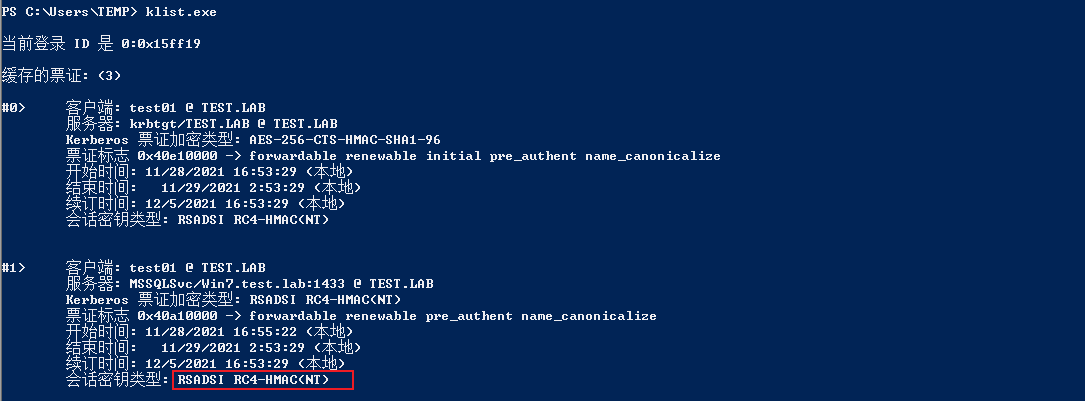 PS C:\Users\TEMP> klist.exe
当前登录 ID 是 0:0x15ff19
缓存的票证: (3)
#0>     客户端: test01 @ TEST.LAB
服务器: krbtgt/TEST.LAB @ TEST.LAB
Kerberos 票证加密类型: AES-256-CTS-HMAC-SHA1-96
票证标志 0x40e10000 -> forwardable renewable initial pre_authent name_canonicalize
开始时间: 11/28/2021 16:53:29 (本地)
结束时间:   11/29/2021 2:53:29 (本地)
续订时间: 12/5/2021 16:53:29 (本地)
会话密钥类型: RSADSI RC4-HMAC(NT)
#1>     客户端: test01 @ TEST.LAB
服务器: MSSQLSvc/Win7.test.lab:1433 @ TEST.LAB
Kerberos 票证加密类型: RSADSI RC4-HMAC(NT)
票证标志 0x40a10000 -> forwardable renewable pre_authent name_canonicalize
开始时间: 11/28/2021 16:55:22 (本地)
结束时间:   11/29/2021 2:53:29 (本地)
续订时间: 12/5/2021 16:53:29 (本地)
会话密钥类型: RSADSI RC4-HMAC(NT)